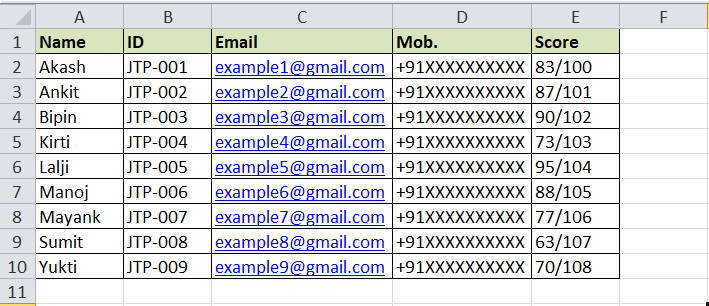 A B C D E F
1 Name ID Email Mob. Score
2 Akash JTP-001 example1@gmail.com +91XXXXXXXXXX 83/100
3 Ankit JTP-002 example2@gmail.com +91XXXXXXXXXX 87/101
4 Bipin JTP-003 example3@gmail.com +91XXXXXXXXXX 90/102
5 Kirti JTP-004 example4@gmail.com +91XXXXXXXXXX 73/103
6 Lalji JTP-005 example5@gmail.com +91XXXXXXXXXX 95/104
7 Manoj JTP-006 example6@gmail.com +91XXXXXXXXXX 88/105
8 Mayank JTP-007 example7@gmail.com +91XXXXXXXXXX 77/106
9 Sumit JTP-008 example8@gmail.com +91XXXXXXXXXX 63/107
10 Yukti JTP-009 example9@gmail.com +91XXXXXXXXXX 70/108
11